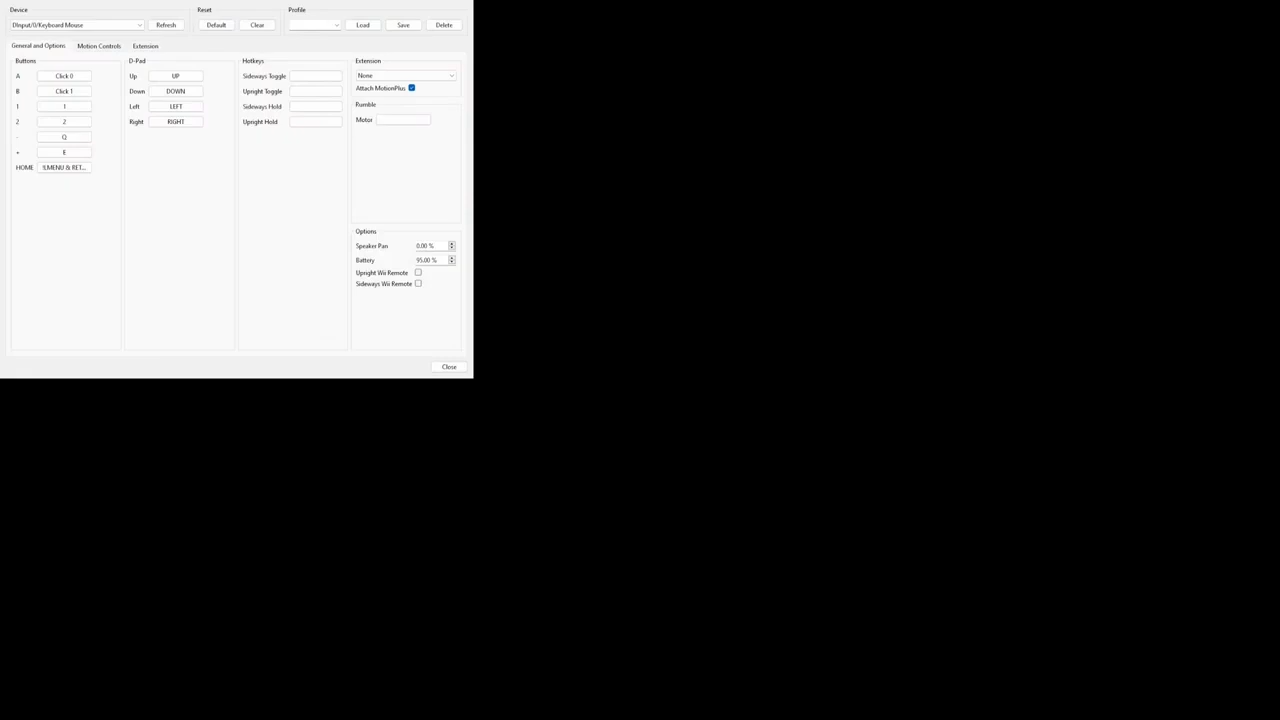 Device
DInput/0/Keyboard Mouse
Refresh
Reset
Default
Clear
Profile
Load
Save
Delete
General and Options
Motion Controls
Extension
Buttons
A
Click 0
B
Click 1
1
1
2
2
-
Q
+
E
HOME
!LMENU & RET...
D-Pad
Up
UP
Down
DOWN
Left
LEFT
Right
RIGHT
Hotkeys
Sideways Toggle
Upright Toggle
Sideways Hold
Upright Hold
Extension
None
Attach MotionPlus
Rumble
Motor
Options
Speaker Pan
0.00 %
Battery
95.00 %
Upright Wii Remote
Sideways Wii Remote
Close